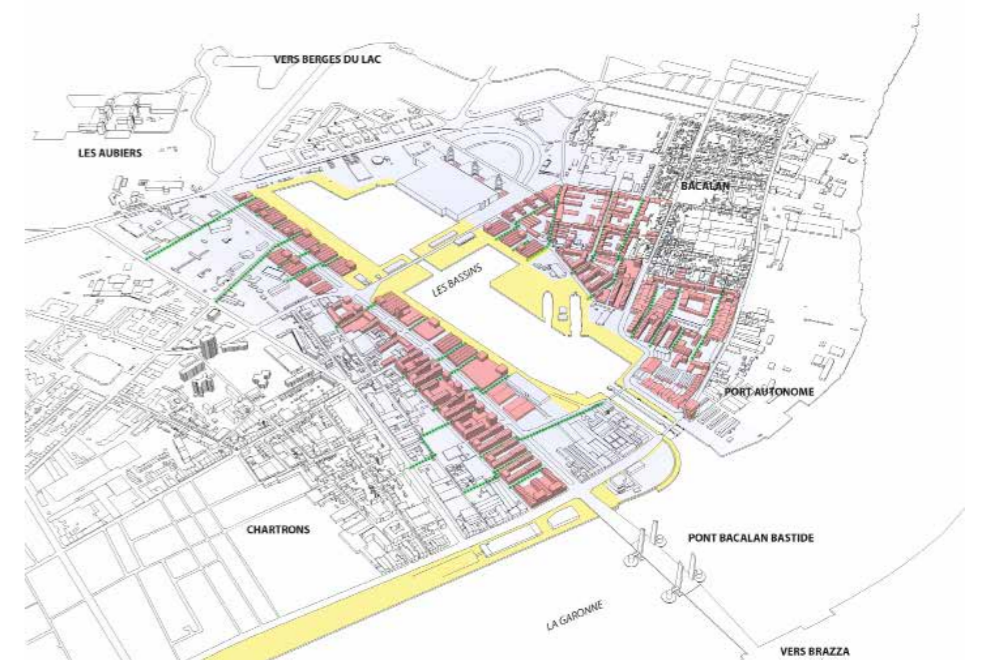 VERS BERGES DU LAC
LES AUBIERS
BACALAN
LES BASSINS
PORT AUTONOME
CHARTRONS
PONT BACALAN BASTIDE
LA GARONNE
VERS BRAZZA